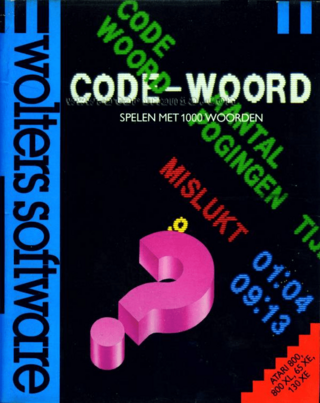 wolters software
CODE
WOORD
CODE-WOORD
SPELEN MET 1000 WOORDEN
AANTAL
POGINGEN
MISLUKT
01:04
09:13
ATARI 800,
800 XL, 65 XE,
130 XE